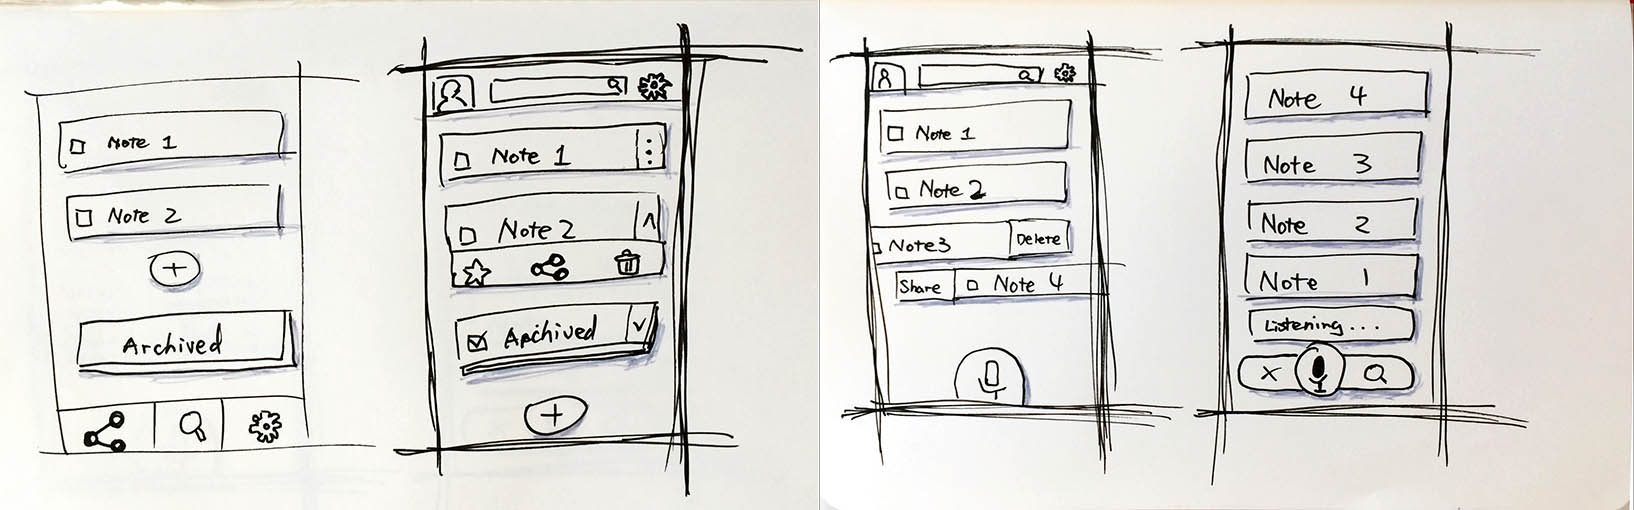 Note 1
Note 2
Archived
Note 1
Note 2
Archived
Note 1
Note 2
Note3 Delete
Share Note 4
Note 4
Note 3
Note 2
Note 1
Listening...